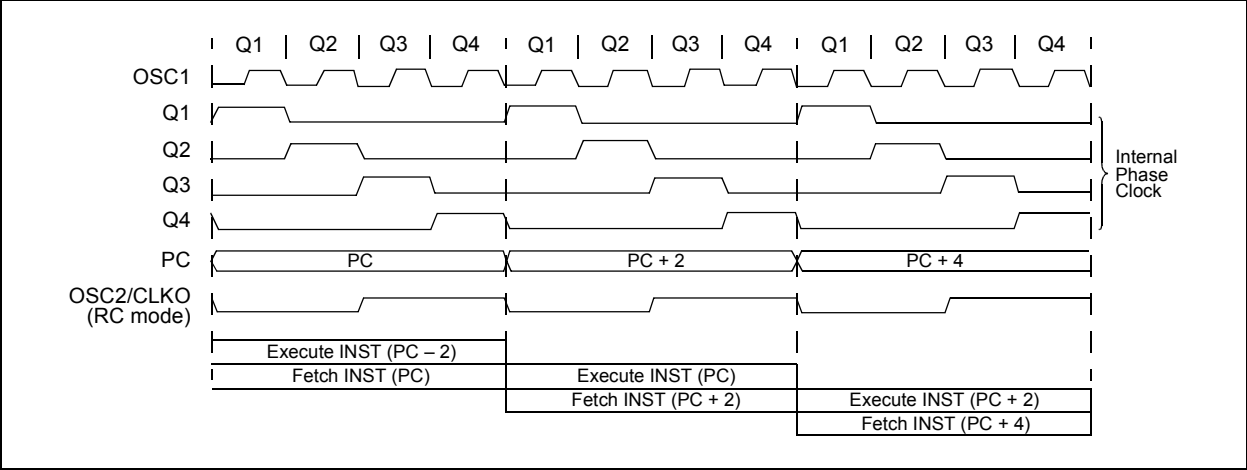 Q1 Q2 Q3 Q4 Q1 Q2 Q3 Q4 Q1 Q2 Q3 Q4
OSC1
Q1
Q2
Q3
Q4
Internal
Phase
Clock
PC PC PC + 2 PC + 4
OSC2/CLKO
(RC mode)
Execute INST (PC – 2)
Fetch INST (PC) Execute INST (PC)
Fetch INST (PC + 2) Execute INST (PC + 2)
Fetch INST (PC + 4)